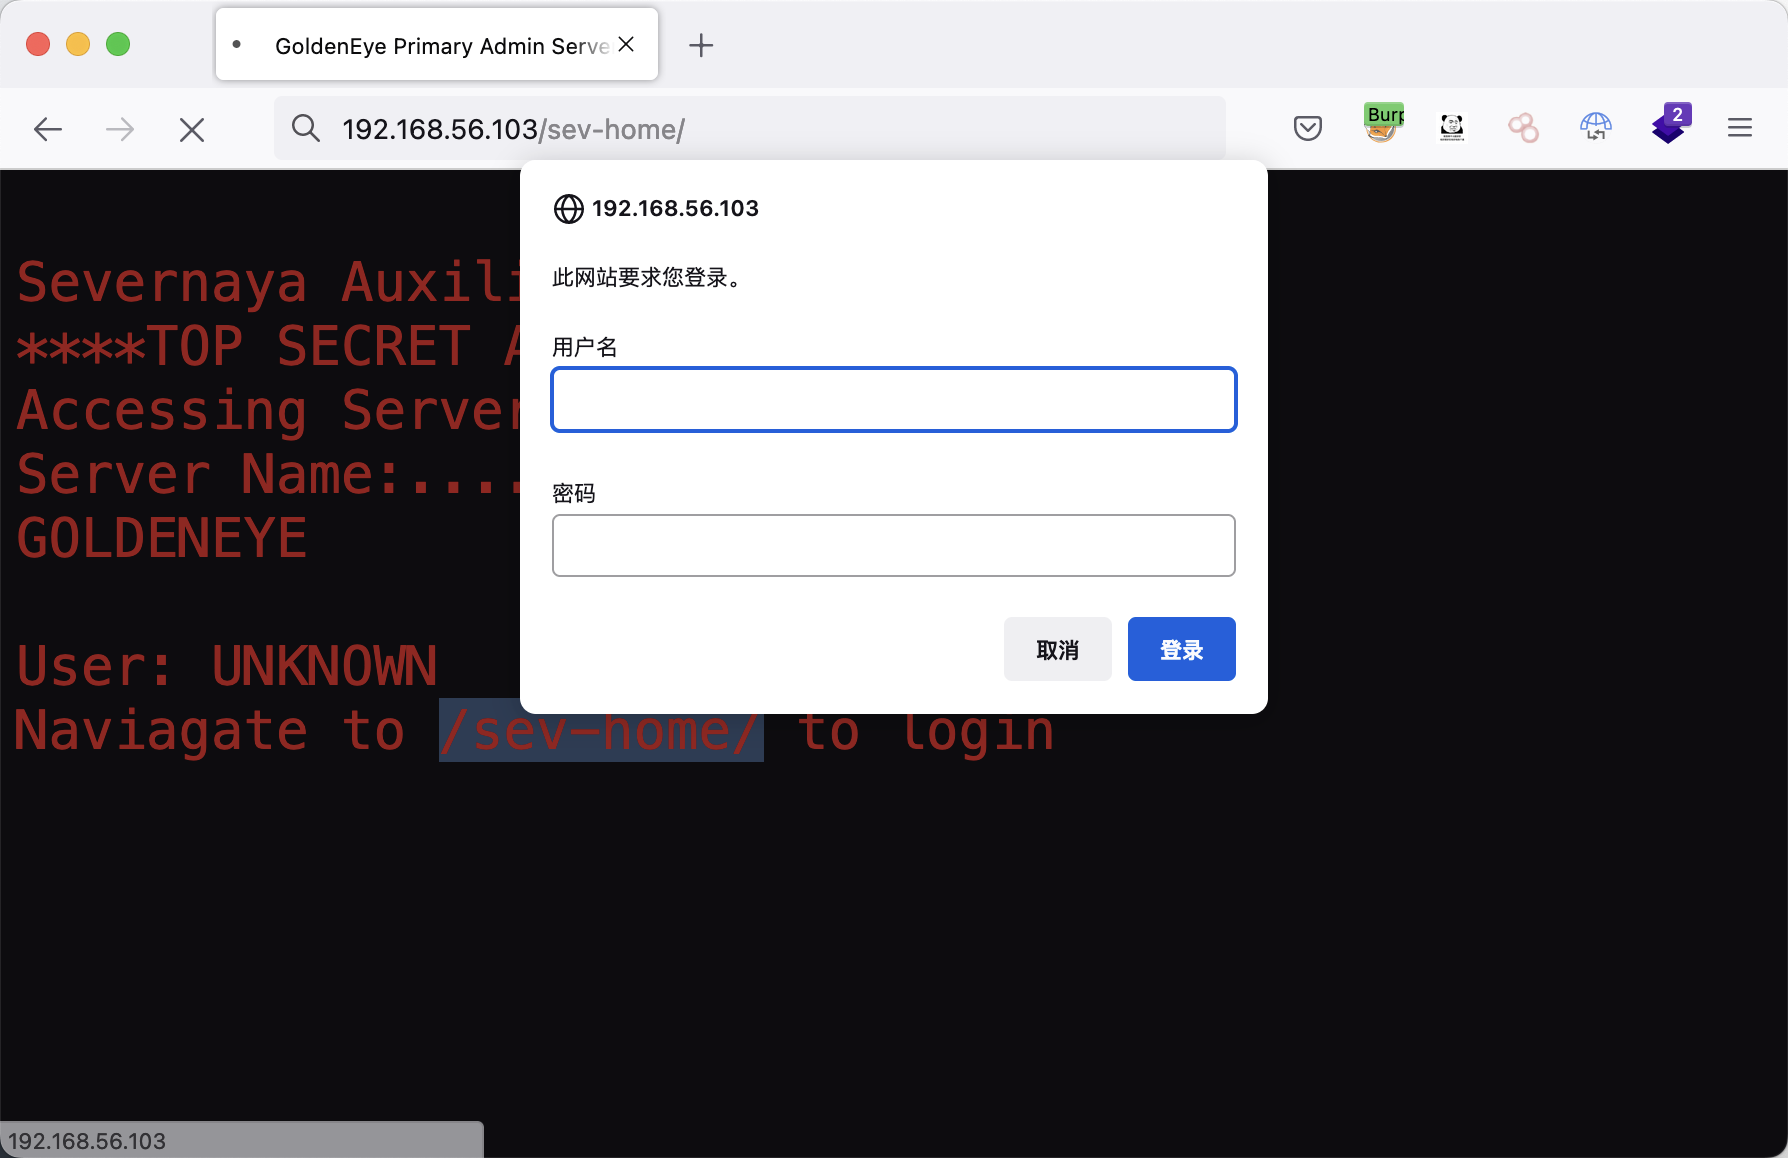 GoldenEye Primary Admin Serve
192.168.56.103/sev-home/
Burp
2
192.168.56.103
此网站要求您登录。
用户名
密码
取消
登录
Severnaya Auxili
****TOP SECRET A
Accessing Server
Server Name:....
GOLDENEYE
User: UNKNOWN
Naviagate to /sev-home/ to login
192.168.56.103